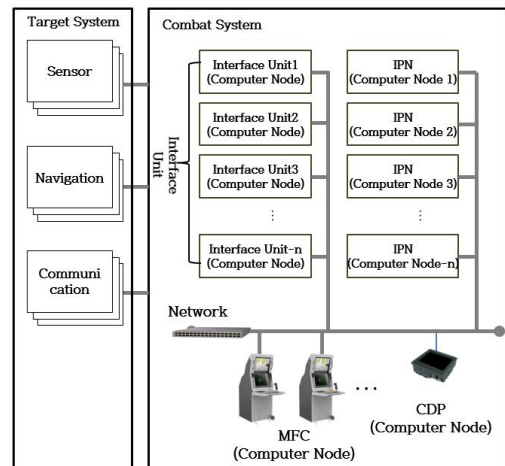 Target System
Sensor
Navigation
Communi
cation
Combat System
Interface
Unit
Interface Unit1
(Computer Node)
Interface Unit2
(Computer Node)
Interface Unit3
(Computer Node)
⋮
Interface Unit-n
(Computer Node)
IPN
(Computer Node 1)
IPN
(Computer Node 2)
IPN
(Computer Node 3)
⋮
IPN
(Computer Node-n)
Network
...
MFC
(Computer Node)
CDP
(Computer Node)